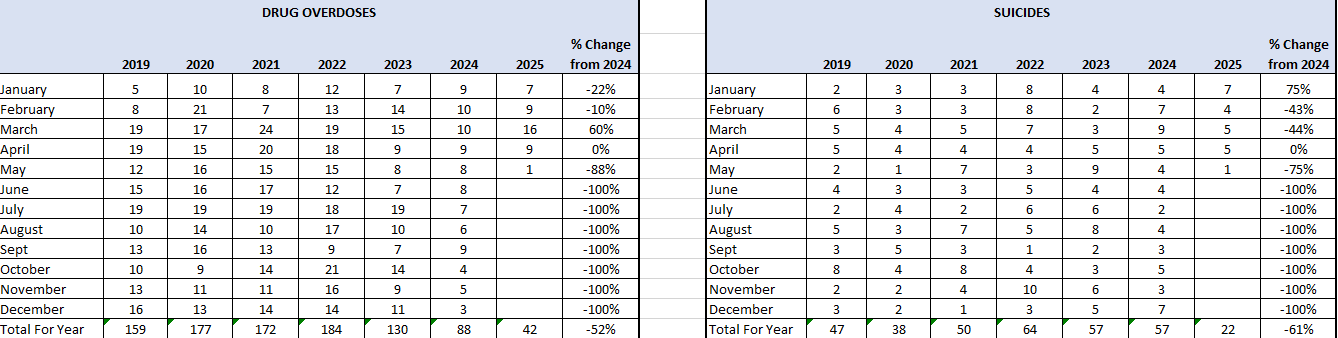 DRUG OVERDOSES SUICIDES
% Change % Change
2019 2020 2021 2022 2023 2024 2025 from 2024 2019 2020 2021 2022 2023 2024 2025 from 2024
January 5 10 8 12 7 9 7 -22% January 2 3 3 8 4 4 7 75%
February 8 21 7 13 14 10 9 -10% February 6 3 3 8 2 7 4 -43%
March 19 17 24 19 15 10 16 60% March 5 4 5 7 3 9 5 -44%
April 19 15 20 18 9 9 9 0% April 5 4 4 4 5 5 5 0%
May 12 16 15 15 8 8 1 -88% May 2 1 7 3 9 4 1 -75%
June 15 16 17 12 7 8 -100% June 4 3 3 5 4 4 -100%
July 19 19 19 18 19 7 -100% July 2 4 2 6 6 2 -100%
August 10 14 10 17 10 6 -100% August 5 3 7 5 8 4 -100%
Sept 13 16 13 9 7 9 -100% Sept 3 5 3 1 2 3 -100%
October 10 9 14 21 14 4 -100% October 8 4 8 4 3 5 -100%
November 13 11 11 16 9 5 -100% November 2 2 4 10 6 3 -100%
December 16 13 14 14 11 3 -100% December 3 2 1 3 5 7 -100%
Total For Year 159 177 172 184 130 88 42 -52% Total For Year 47 38 50 64 57 57 22 -61%